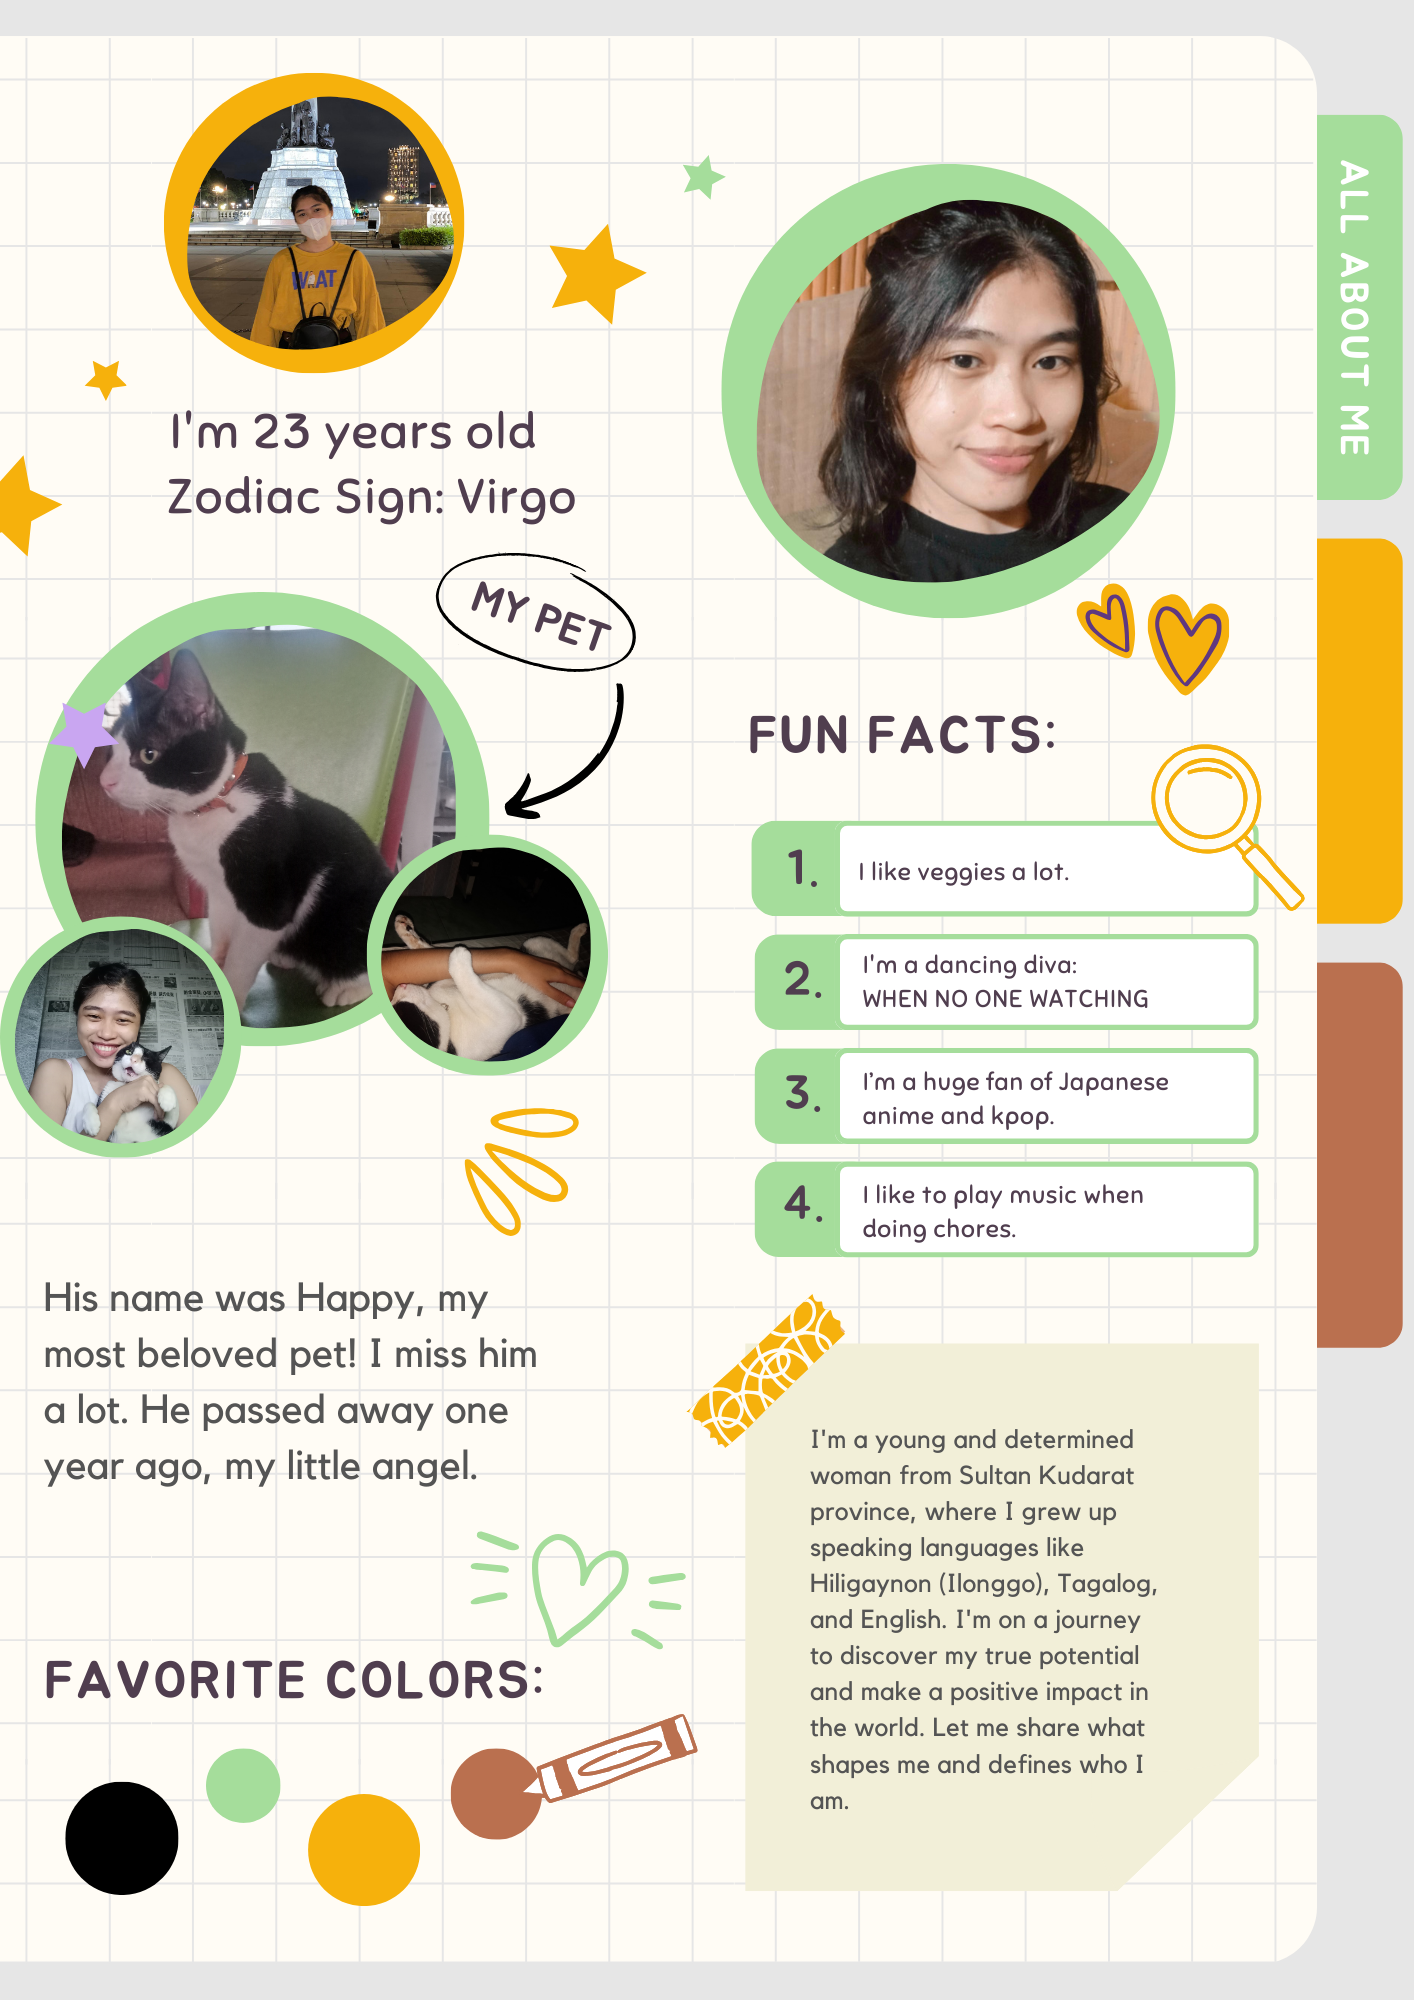 ALL ABOUT ME
I'm 23 years old
Zodiac Sign: Virgo
MY PET
His name was Happy, my
most beloved pet! I miss him
a lot. He passed away one
year ago, my little angel.
FAVORITE COLORS:
FUN FACTS:
1. I like veggies a lot.
2. I'm a dancing diva:
WHEN NO ONE WATCHING
3. I'm a huge fan of Japanese
anime and kpop.
4. I like to play music when
doing chores.
I'm a young and determined
woman from Sultan Kudarat
province, where I grew up
speaking languages like
Hiligaynon (Ilonggo), Tagalog,
and English. I'm on a journey
to discover my true potential
and make a positive impact in
the world. Let me share what
shapes me and defines who I
am.